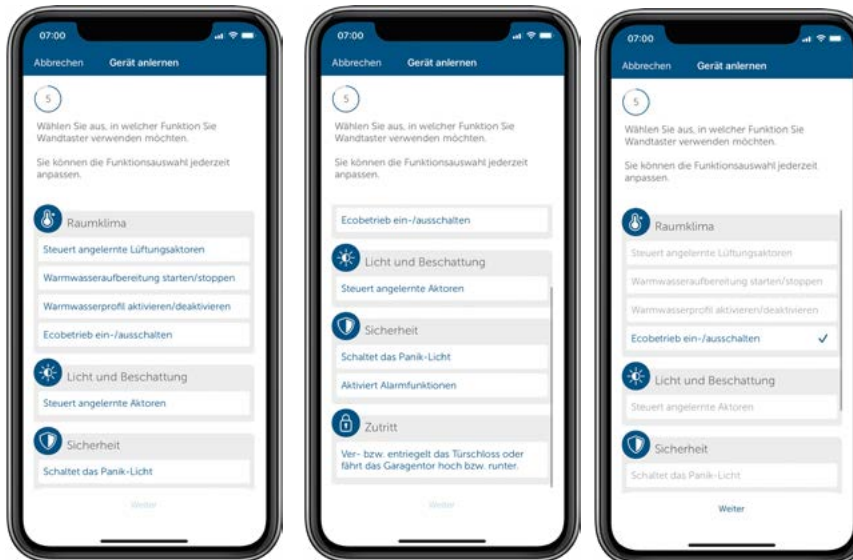 07:00
Abbrechen Gerät anlernen
5
Wählen Sie aus, in welcher Funktion Sie
Wandtaster verwenden möchten.
Sie können die Funktionsauswahl jederzeit
anpassen.
Raumklima
Steuert angelernte Lüftungsaktoren
Warmwasseraufbereitung starten/stoppen
Warmwasserprofil aktivieren/deaktivieren
Ecobetrieb ein-/ausschalten
Licht und Beschattung
Steuert angelernte Aktoren
Sicherheit
Schaltet das Panik-Licht
Weiter
07:00
Abbrechen Gerät anlernen
5
Wählen Sie aus, in welcher Funktion Sie
Wandtaster verwenden möchten.
Sie können die Funktionsauswahl jederzeit
anpassen.
Ecobetrieb ein-/ausschalten
Licht und Beschattung
Steuert angelernte Aktoren
Sicherheit
Schaltet das Panik-Licht
Aktiviert Alarmfunktionen
Zutritt
Ver- bzw. entriegelt das Türschloss oder
fährt das Garagentor hoch bzw. runter.
Weiter
07:00
Abbrechen Gerät anlernen
5
Wählen Sie aus, in welcher Funktion Sie
Wandtaster verwenden möchten.
Sie können die Funktionsauswahl jederzeit
anpassen.
Raumklima
Steuert angelernte Lüftungsaktoren
Warmwasseraufbereitung starten/stoppen
Warmwasserprofil aktivieren/deaktivieren
Ecobetrieb ein-/ausschalten
Licht und Beschattung
Steuert angelernte Aktoren
Sicherheit
Schaltet das Panik-Licht
Weiter